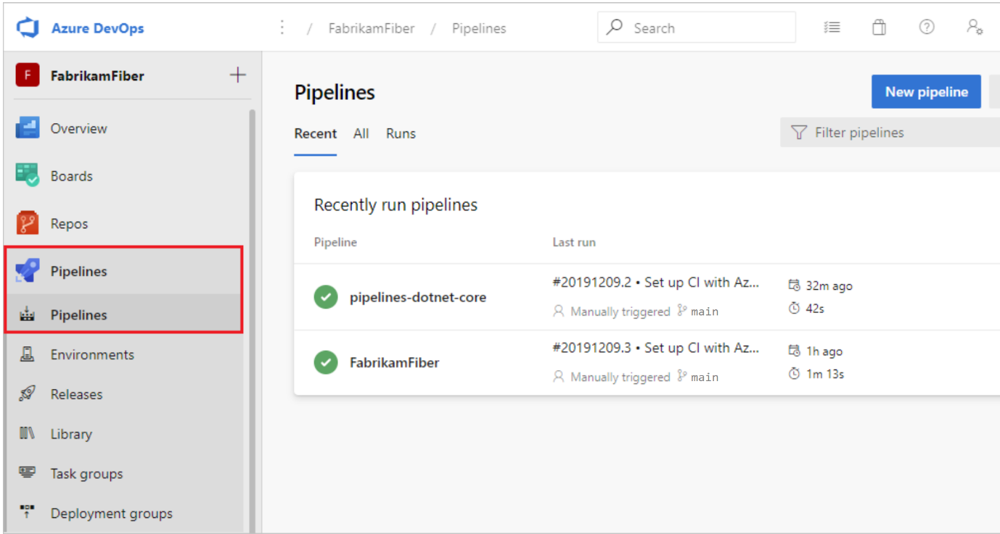 Azure DevOps
/ FabrikamFiber / Pipelines
Search
F FabrikamFiber
Overview
Boards
Repos
Pipelines
Pipelines
Environments
Releases
Library
Task groups
Deployment groups
Pipelines
New pipeline
Recent All Runs
Filter pipelines
Recently run pipelines
Pipeline Last run
pipelines-dotnet-core
#20191209.2 • Set up CI with Az...
Manually triggered main
32m ago
42s
FabrikamFiber
#20191209.3 • Set up CI with Az...
Manually triggered main
1h ago
1m 13s